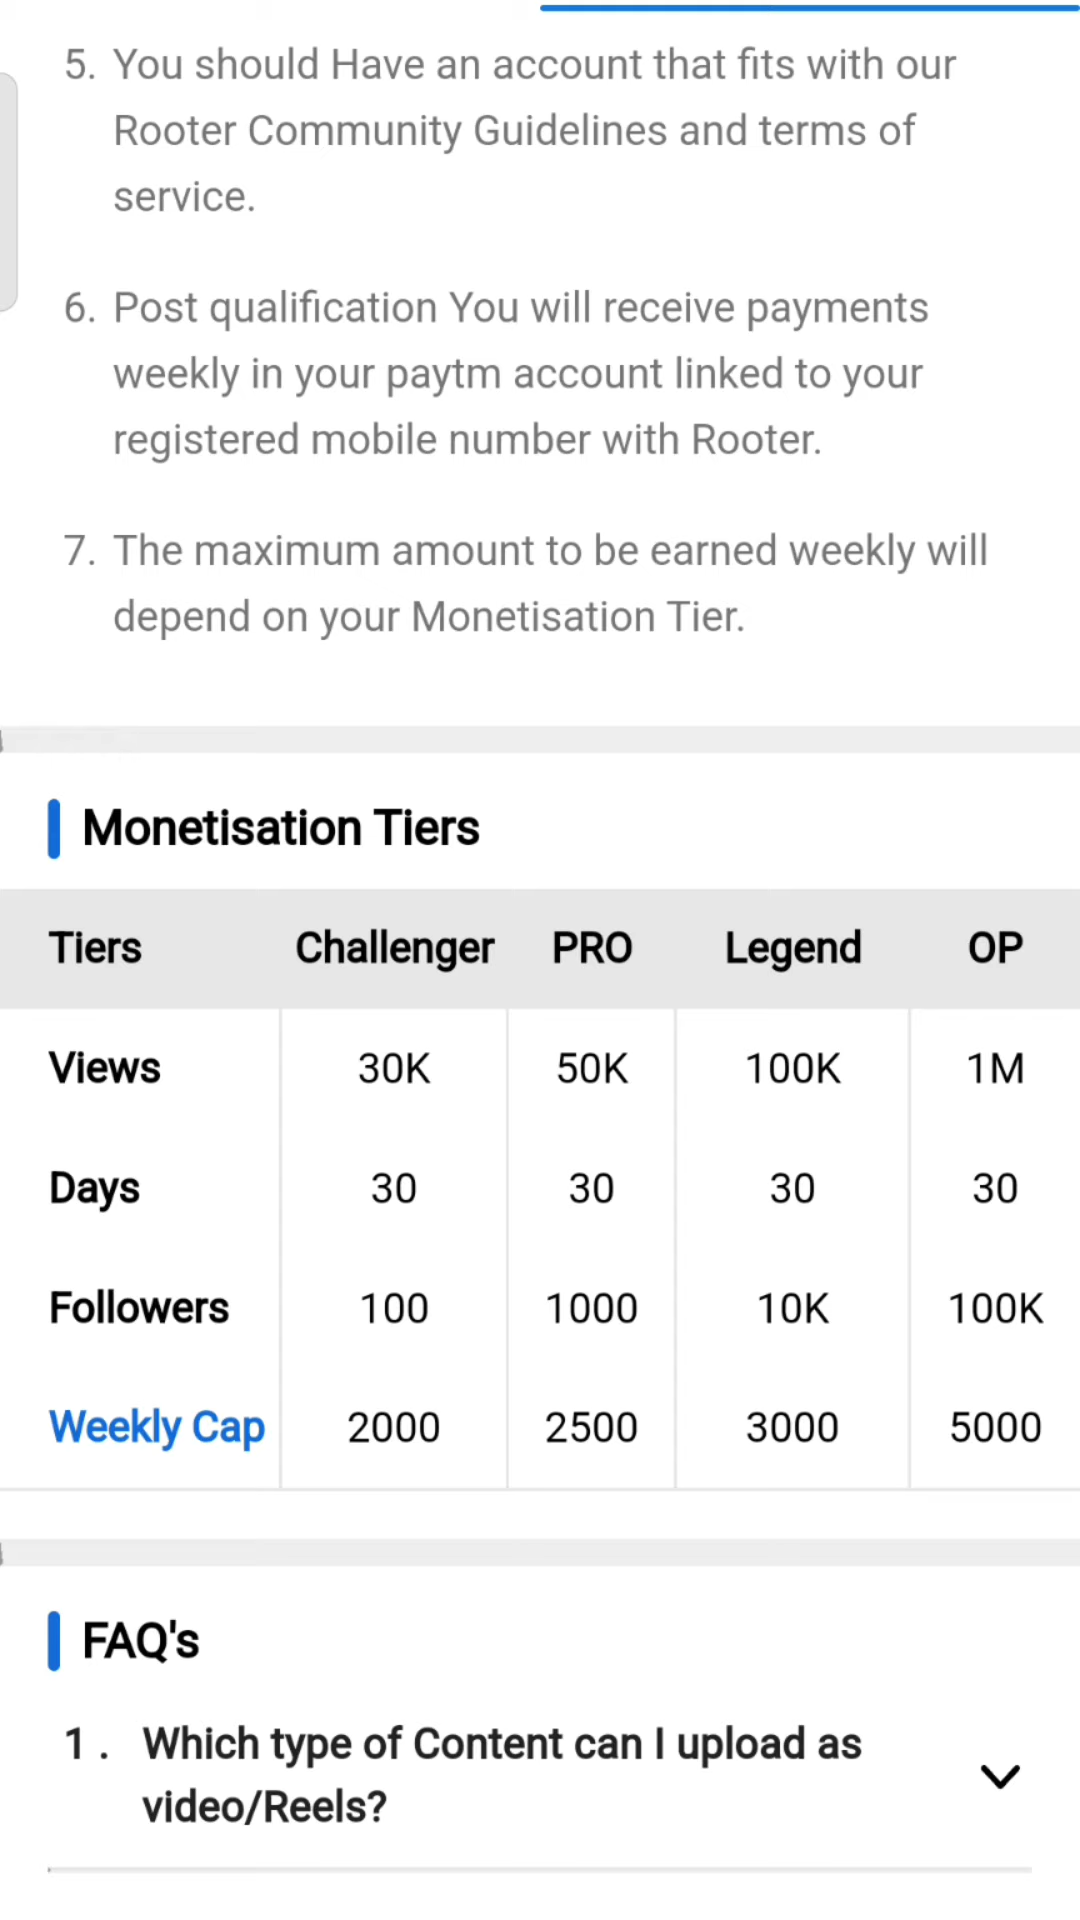 5. You should Have an account that fits with our
Rooter Community Guidelines and terms of
service.
6. Post qualification You will receive payments
weekly in your paytm account linked to your
registered mobile number with Rooter.
7. The maximum amount to be earned weekly will
depend on your Monetisation Tier.
Monetisation Tiers
Tiers Challenger PRO Legend OP
Views 30K 50K 100K 1M
Days 30 30 30 30
Followers 100 1000 10K 100K
Weekly Cap 2000 2500 3000 5000
FAQ's
1. Which type of Content can I upload as
video/Reels?